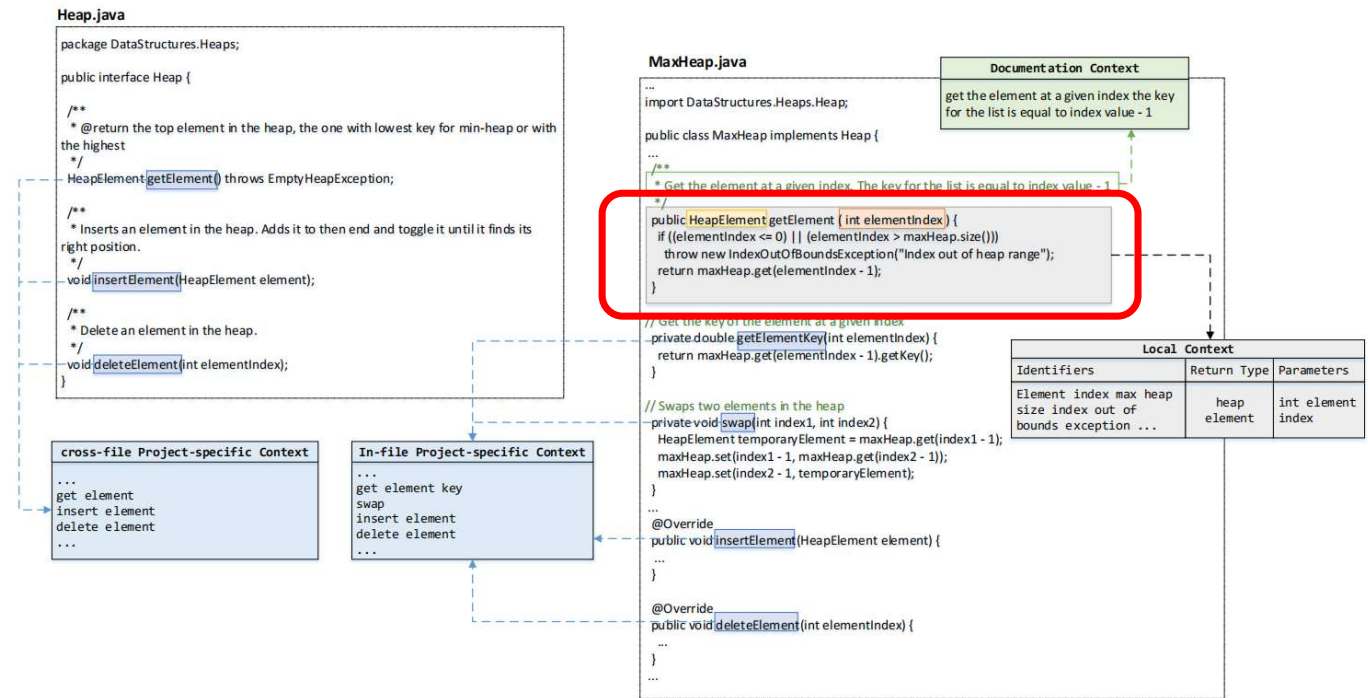 Heap.java
package DataStructures.Heaps;
public interface Heap {
/**
* @return the top element in the heap, the one with lowest key for min-heap or with
the highest
*/
HeapElement getElement() throws EmptyHeapException;
/**
* Inserts an element in the heap. Adds it to then end and toggle it until it finds its
right position.
*/
void insertElement(HeapElement element);
/**
* Delete an element in the heap.
*/
void deleteElement(int elementIndex);
}
cross-file Project-specific Context
...
get element
insert element
delete element
...
In-file Project-specific Context
...
get element key
swap
insert element
delete element
...
MaxHeap.java
...
import DataStructures.Heaps.Heap;
public class MaxHeap implements Heap {
...
/**
* Get the element at a given index. The key for the list is equal to index value - 1
*/
public HeapElement getElement ( int elementIndex ) {
if ((elementIndex <= 0) || (elementIndex > maxHeap.size()))
throw new IndexOutOfBoundsException("Index out of heap range");
return maxHeap.get(elementIndex - 1);
}
// Get the key of the element at a given index
private double getElementKey(int elementIndex) {
return maxHeap.get(elementIndex - 1).getKey();
}
// Swaps two elements in the heap
private void swap(int index1, int index2) {
HeapElement temporaryElement = maxHeap.get(index1 - 1);
maxHeap.set(index1 - 1, maxHeap.get(index2 - 1));
maxHeap.set(index2 - 1, temporaryElement);
}
...
@Override
public void insertElement(HeapElement element) {
...
}
@Override
public void deleteElement(int elementIndex) {
...
}
...
Documentation Context
get the element at a given index the key
for the list is equal to index value - 1
Local Context
Identifiers Return Type Parameters
Element index max heap
size index out of
bounds exception ...
heap
element
int element
index